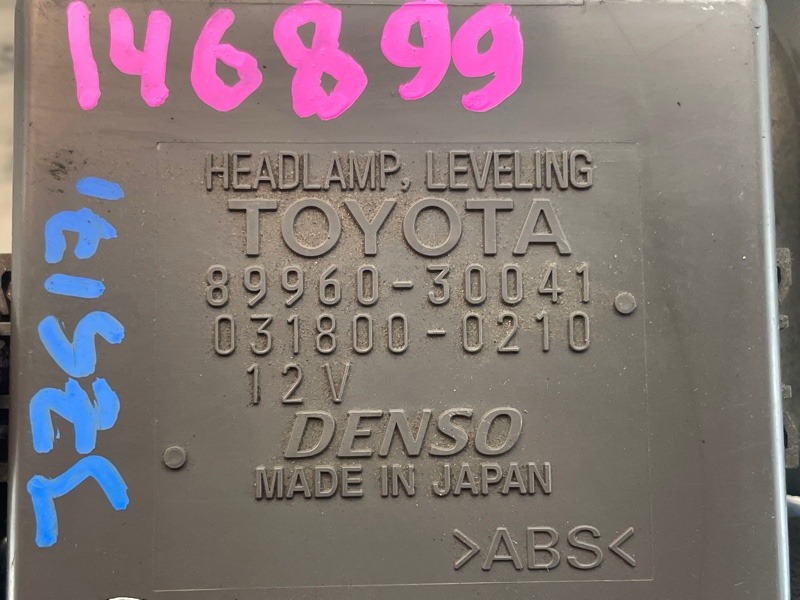 146899
HEADLAMP, LEVELING
TOYOTA
89960-30041
031800-0210
12V
DENSO
MADE IN JAPAN
>ABS<